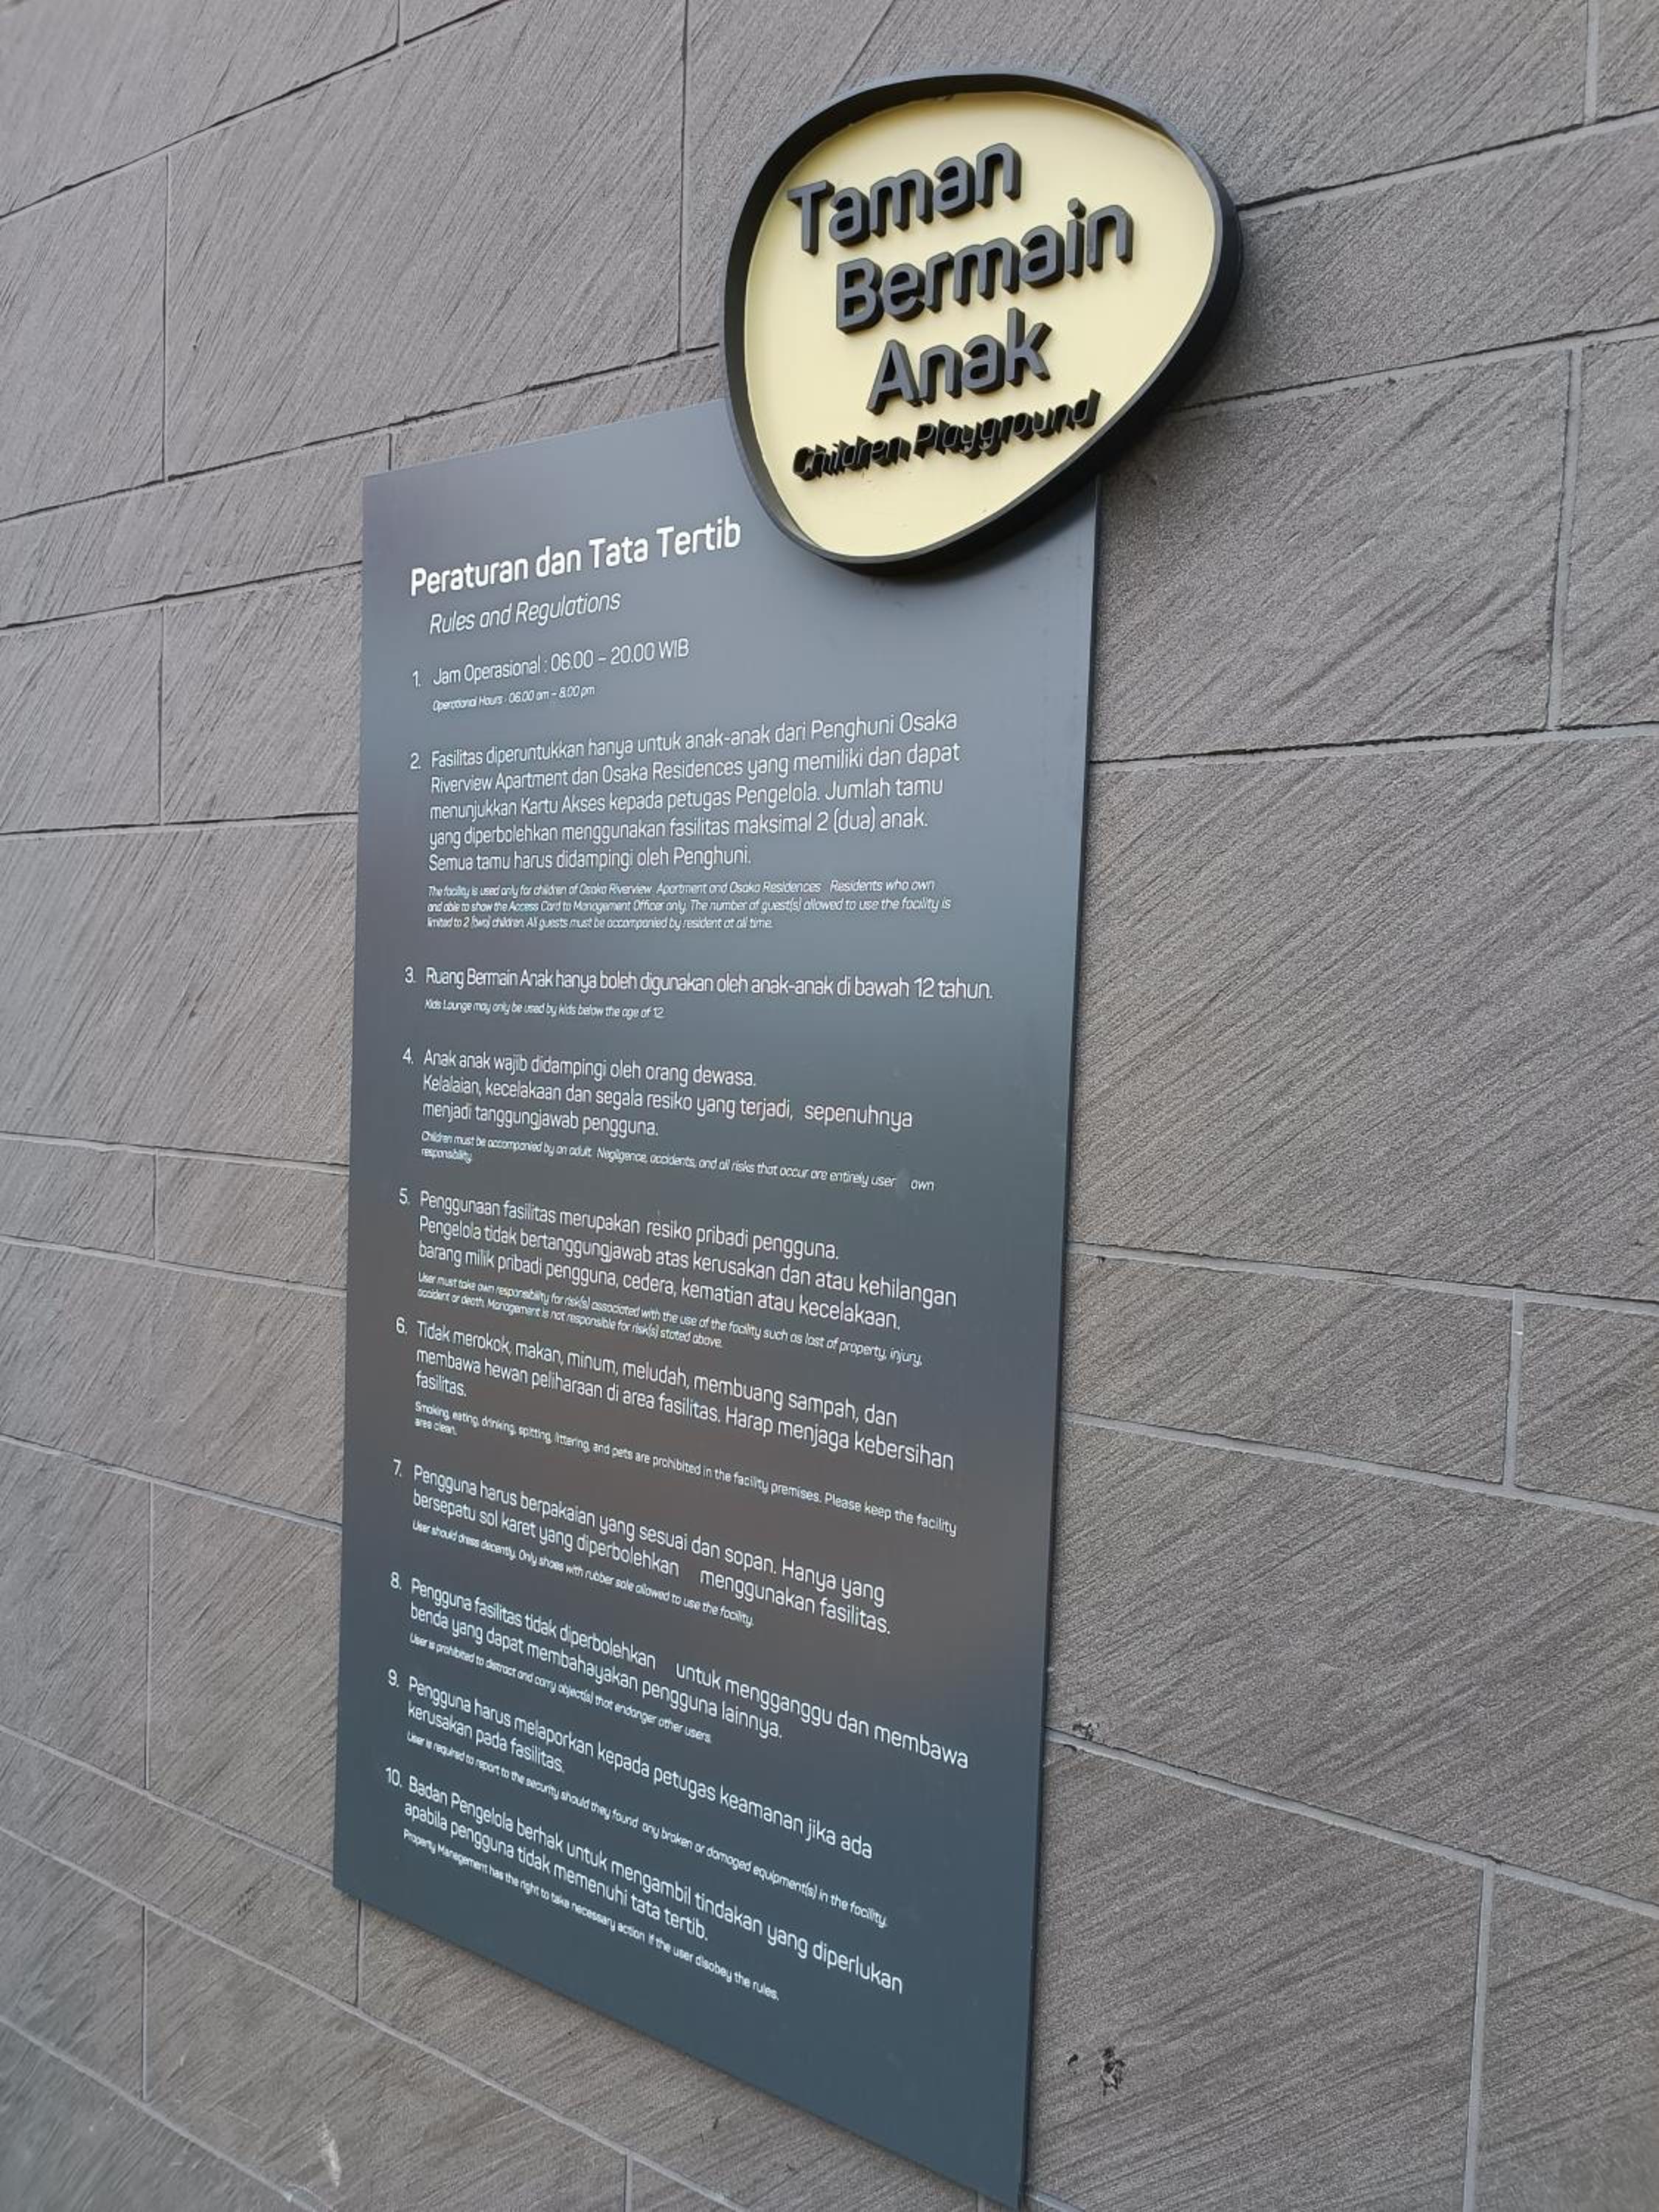 Taman
Bermain
Anak
Children Playground
Peraturan dan Tata Tertib
Rules and Regulations
1. Jam Operasional : 06.00 – 20.00 WIB
Operational Hours : 06.00 am – 8.00 pm
2. Fasilitas diperuntukkan hanya untuk anak-anak dari Penghuni Osaka
Riverview Apartment dan Osaka Residences yang memiliki dan dapat
menunjukkan Kartu Akses kepada petugas Pengelola. Jumlah tamu
yang diperbolehkan menggunakan fasilitas maksimal 2 (dua) anak.
Semua tamu harus didampingi oleh Penghuni.
The facility is used only for children of Osaka Riverview Apartment and Osaka Residences Residents who own
and able to show the Access Card to Management Officer only. The number of guest(s) allowed to use the facility is
limited to 2 (two) children. All guests must be accompanied by resident at all time.
3. Ruang Bermain Anak hanya boleh digunakan oleh anak-anak di bawah 12 tahun.
Kids Lounge may only be used by kids below the age of 12.
4. Anak anak wajib didampingi oleh orang dewasa.
Kelalaian, kecelakaan dan segala resiko yang terjadi, sepenuhnya
menjadi tanggungjawab pengguna.
Children must be accompanied by an adult. Negligence, accidents, and all risks that occur are entirely user own
responsibility.
5. Penggunaan fasilitas merupakan resiko pribadi pengguna.
Pengelola tidak bertanggungjawab atas kerusakan dan atau kehilangan
barang milik pribadi pengguna, cedera, kematian atau kecelakaan.
User must take own responsibility for risk(s) associated with the use of the facility such as lost of property, injury,
accident or death. Management is not responsible for risk(s) stated above.
6. Tidak merokok, makan, minum, meludah, membuang sampah, dan
membawa hewan peliharaan di area fasilitas. Harap menjaga kebersihan
fasilitas.
Smoking, eating, drinking, spitting, littering, and pets are prohibited in the facility premises. Please keep the facility
area clean.
7. Pengguna harus berpakaian yang sesuai dan sopan. Hanya yang
bersepatu sol karet yang diperbolehkan menggunakan fasilitas.
User should dress decently. Only shoes with rubber sole allowed to use the facility.
8. Pengguna fasilitas tidak diperbolehkan untuk mengganggu dan membawa
benda yang dapat membahayakan pengguna lainnya.
User is prohibited to distract and carry object(s) that endanger other users.
9. Pengguna harus melaporkan kepada petugas keamanan jika ada
kerusakan pada fasilitas.
User is required to report to the security should they found any broken or damaged equipment(s) in the facility.
10. Badan Pengelola berhak untuk mengambil tindakan yang diperlukan
apabila pengguna tidak memenuhi tata tertib.
Property Management has the right to take necessary action if the user disobey the rules.